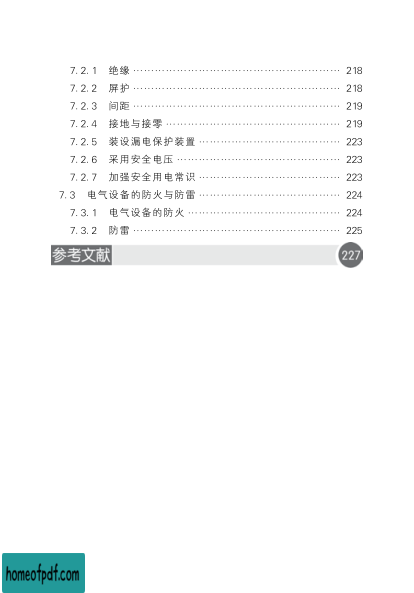 7.2.1 绝缘 ………………………………………………… 218
7.2.2 屏护 ………………………………………………… 218
7.2.3 间距 ………………………………………………… 219
7.2.4 接地与接零 ………………………………………… 219
7.2.5 装设漏电保护装置 ………………………………… 223
7.2.6 采用安全电压 ……………………………………… 223
7.2.7 加强安全用电常识 ………………………………… 223
7.3 电气设备的防火与防雷 ……………………………… 224
7.3.1 电气设备的防火 …………………………………… 224
7.3.2 防雷 ………………………………………………… 225
参考文献 227
homeofpdf.com